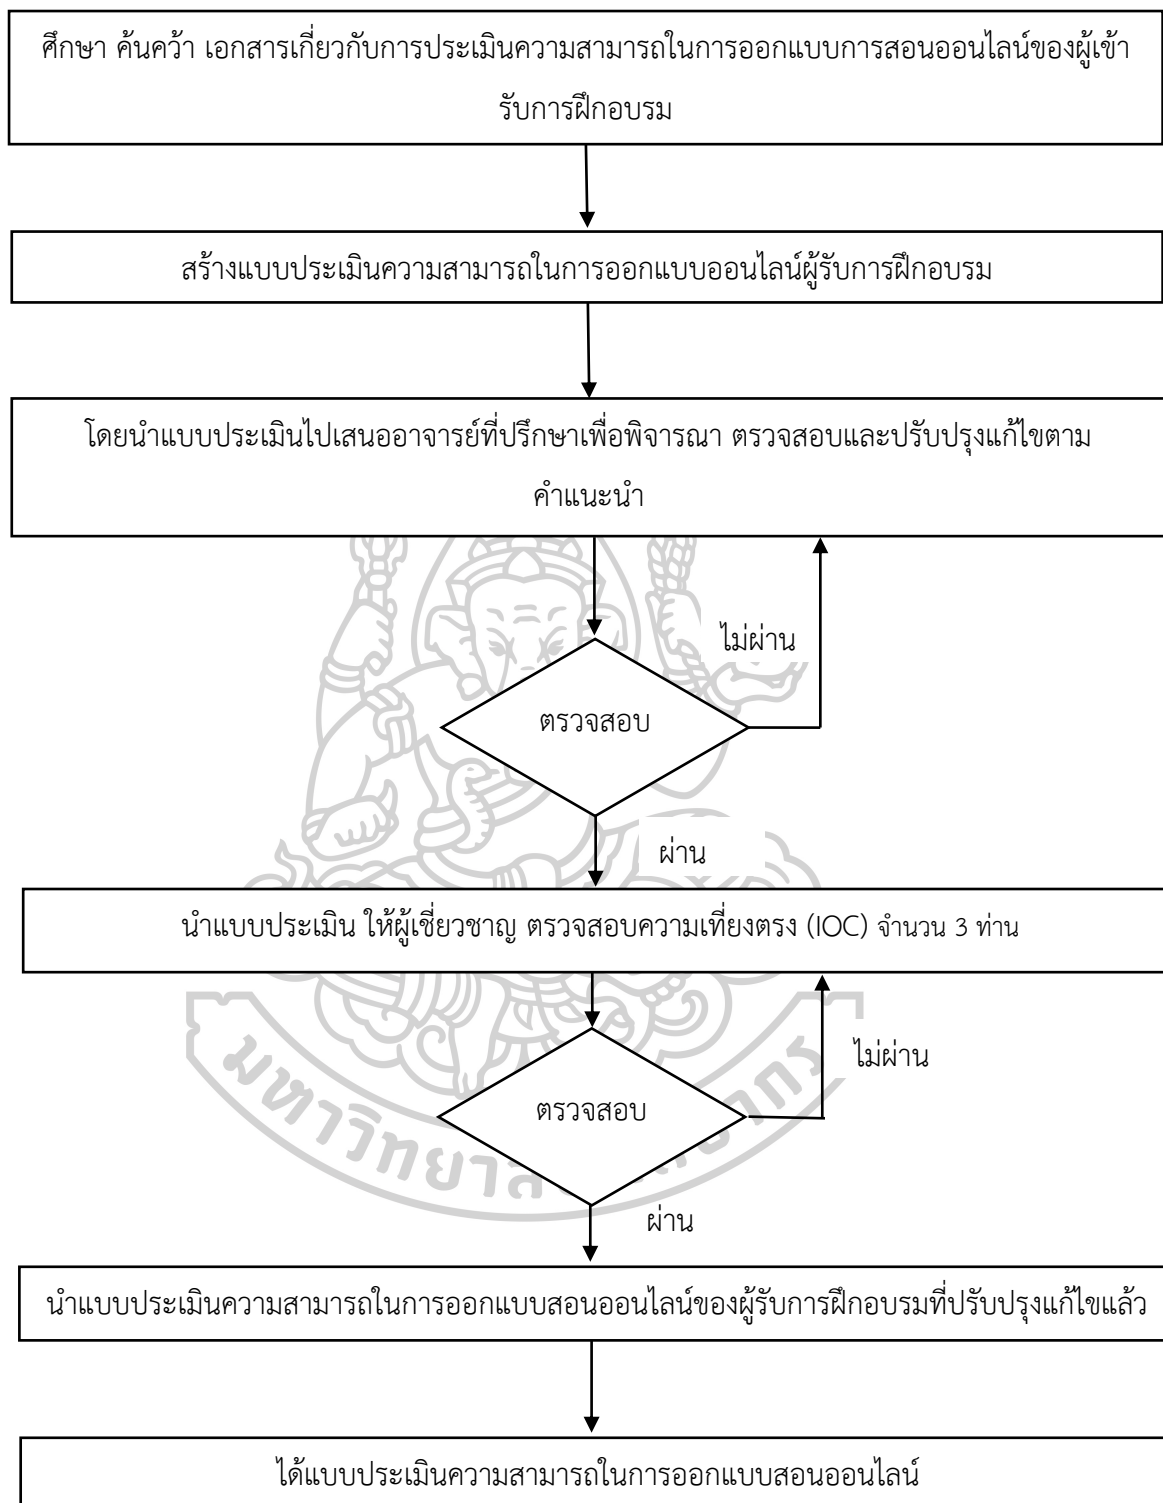 ศึกษา ค้นคว้า เอกสารเกี่ยวกับการประเมินความสามารถในการออกแบบการสอนออนไลน์ของผู้เข้า
รับการฝึกอบรม
สร้างแบบประเมินความสามารถในการออกแบบออนไลน์ผู้รับการฝึกอบรม
โดยนำแบบประเมินไปเสนออาจารย์ที่ปรึกษาเพื่อพิจารณา ตรวจสอบและปรับปรุงแก้ไขตาม
คำแนะนำ
ไม่ผ่าน
ตรวจสอบ
ผ่าน
นำแบบประเมิน ให้ผู้เชี่ยวชาญ ตรวจสอบความเที่ยงตรง (IOC) จำนวน 3 ท่าน
ไม่ผ่าน
ตรวจสอบ
ผ่าน
นำแบบประเมินความสามารถในการออกแบบสอนออนไลน์ของผู้รับการฝึกอบรมที่ปรับปรุงแก้ไขแล้ว
ได้แบบประเมินความสามารถในการออกแบบสอนออนไลน์